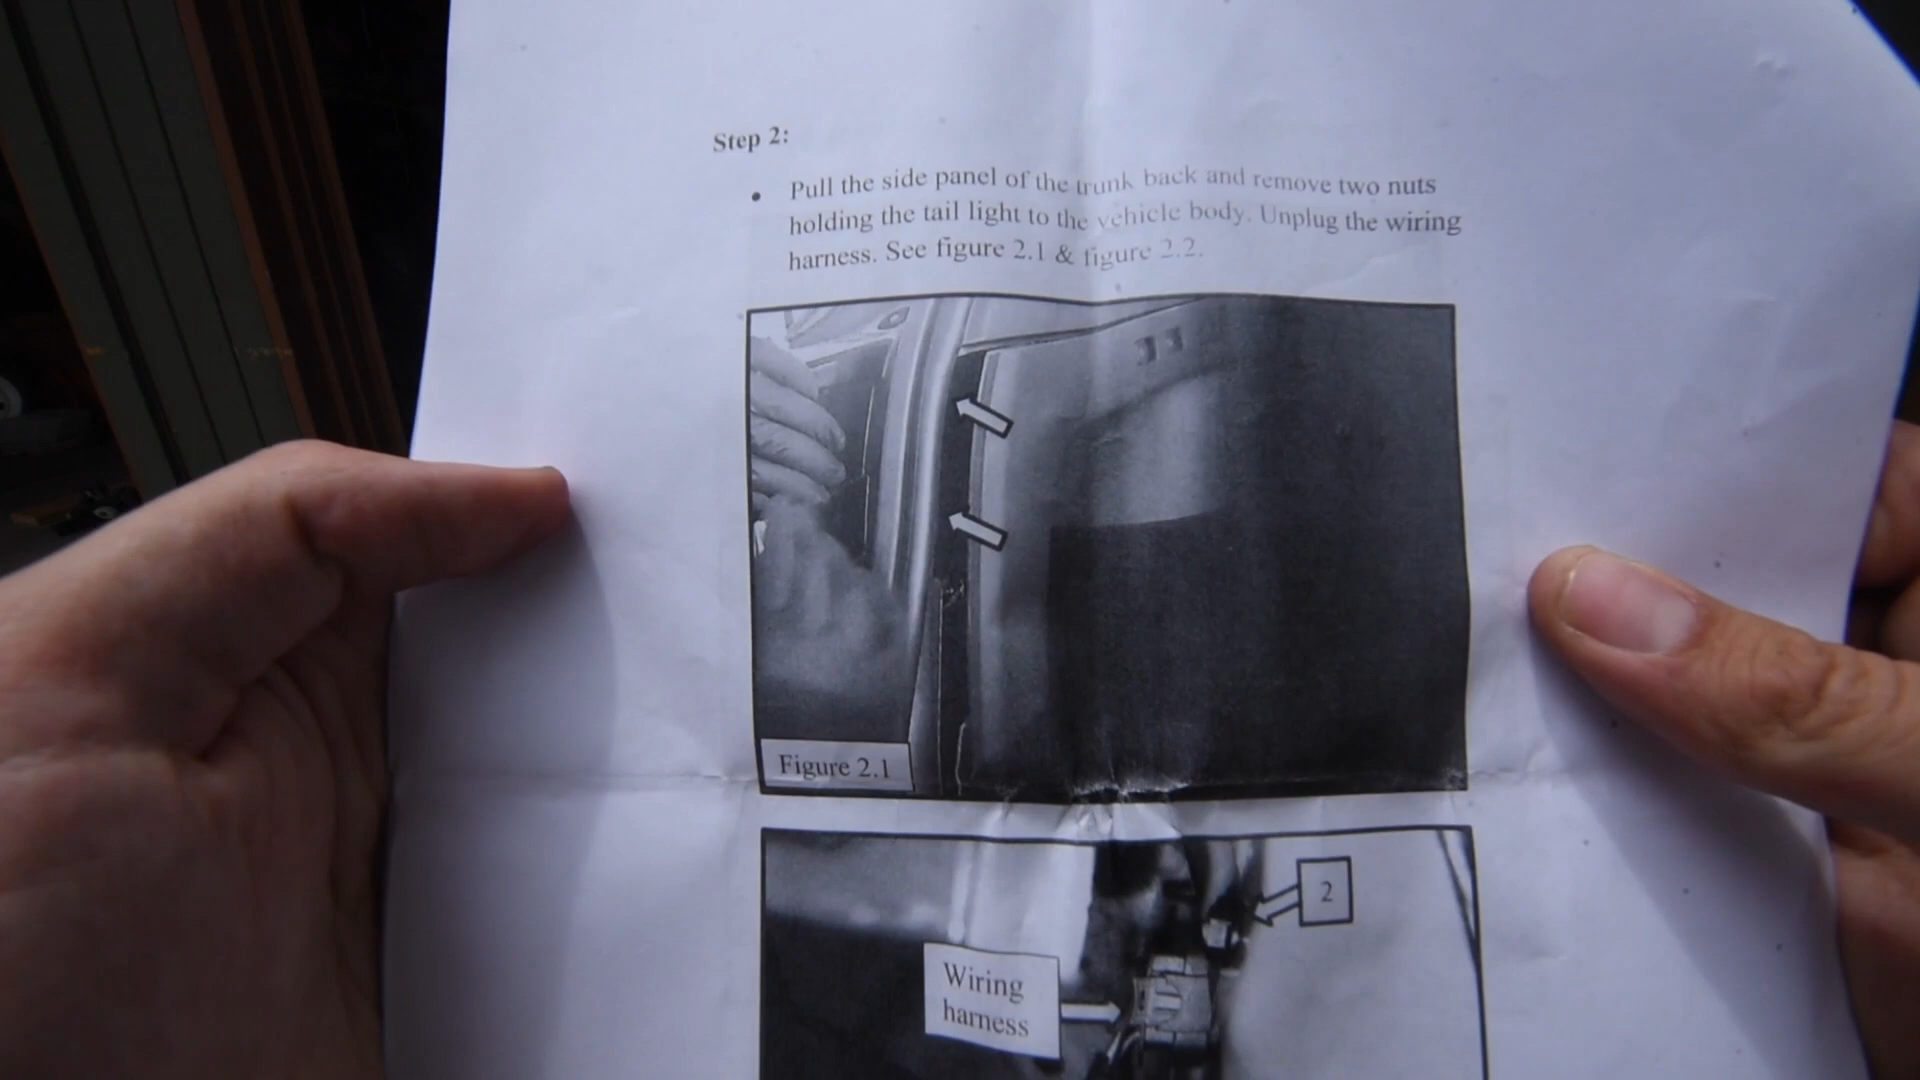 Step 2:
• Pull the side panel of the trunk back and remove two nuts
holding the tail light to the vehicle body. Unplug the wiring
harness. See figure 2.1 & figure 2.2.
Figure 2.1
2
Wiring
harness